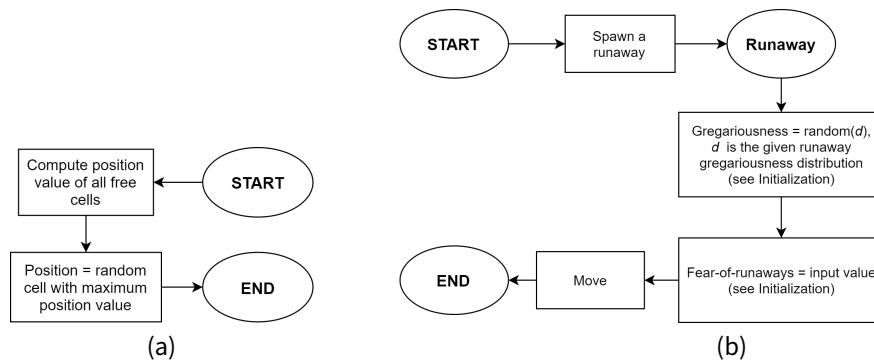 START
Compute position
value of all free
cells
Position = random
cell with maximum
position value
END
(a)
START
Spawn a
runaway
Runaway
Gregariousness = random(d),
d is the given runaway
gregariousness distribution
(see Initialization)
Fear-of-runaways = input value
(see Initialization)
Move
END
(b)